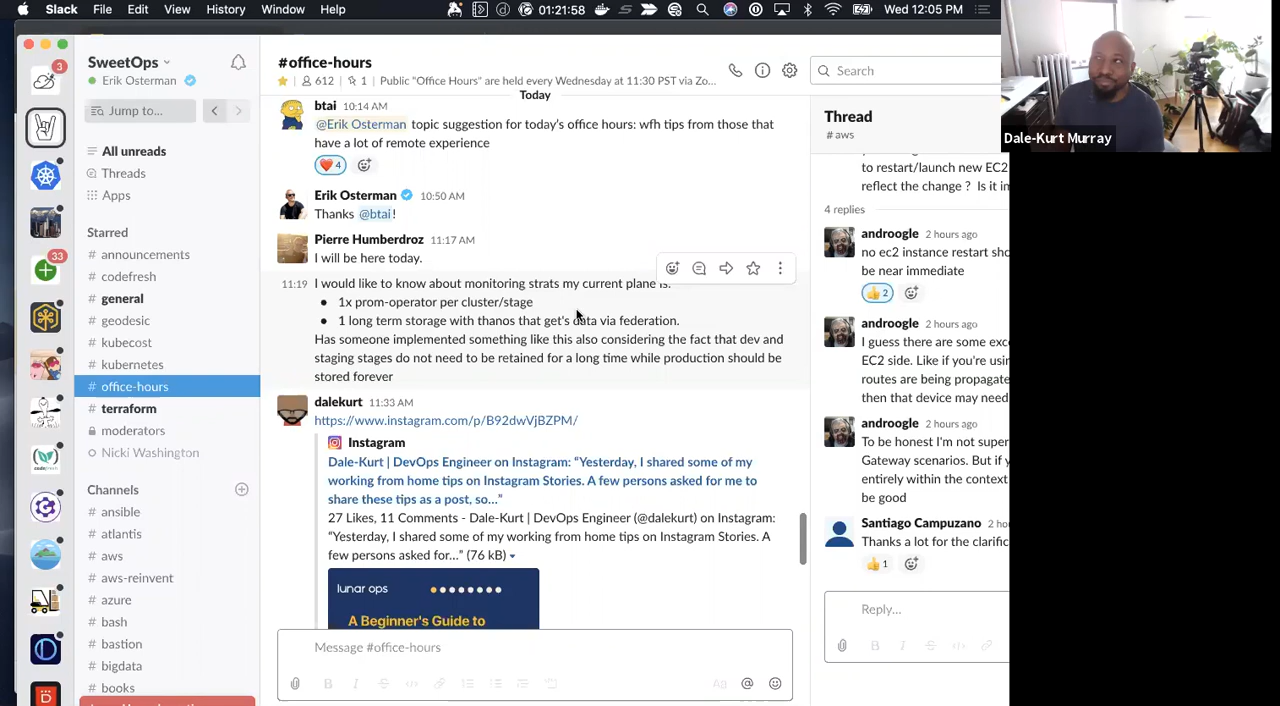 Slack File Edit View History Window Help 01:21:58 Wed 12:05 PM
SweetOps
Erik Osterman
Jump to...
All unreads
Threads
Apps
Starred
# announcements
# codefresh
# general
# geodesic
# kubecost
# kubernetes
# office-hours
# terraform
moderators
Nicki Washington
Channels
# ansible
# atlantis
# aws
# aws-reinvent
# azure
# bash
# bastion
# bigdata
# books
3
33
#office-hours
612 1 Public "Office Hours" are held every Wednesday at 11:30 PST via Zo...
Search
Today
btai 10:14 AM
@Erik Osterman topic suggestion for today's office hours: wfh tips from those that
have a lot of remote experience
4
Erik Osterman 10:50 AM
Thanks @btai!
Pierre Humberdroz 11:17 AM
I will be here today.
11:19 I would like to know about monitoring strats my current plane is:
• 1x prom-operator per cluster/stage
• 1 long term storage with thanos that get's data via federation.
Has someone implemented something like this also considering the fact that dev and
staging stages do not need to be retained for a long time while production should be
stored forever
dalekurt 11:33 AM
https://www.instagram.com/p/B92dwVjBZPM/
Instagram
Dale-Kurt | DevOps Engineer on Instagram: “Yesterday, I shared some of my
working from home tips on Instagram Stories. A few persons asked for me to
share these tips as a post, so...”
27 Likes, 11 Comments - Dale-Kurt | DevOps Engineer (@dalekurt) on Instagram:
“Yesterday, I shared some of my working from home tips on Instagram Stories. A
few persons asked for...” (76 kB)
lunar ops
A Beginner's Guide to
Message #office-hours
Thread
# aws
to restart/launch new EC2
reflect the change ? Is it
4 replies
androogle 2 hours ago
no ec2 instance restart
be near immediate
2
androogle 2 hours ago
I guess there are some
EC2 side. Like if you're
routes are being propagate
then that device may need
androogle 2 hours ago
To be honest I'm not super
Gateway scenarios. But if
entirely within the context
be good
Santiago Campuzano 2
Thanks a lot for the
1
Reply...
Dale-Kurt Murray